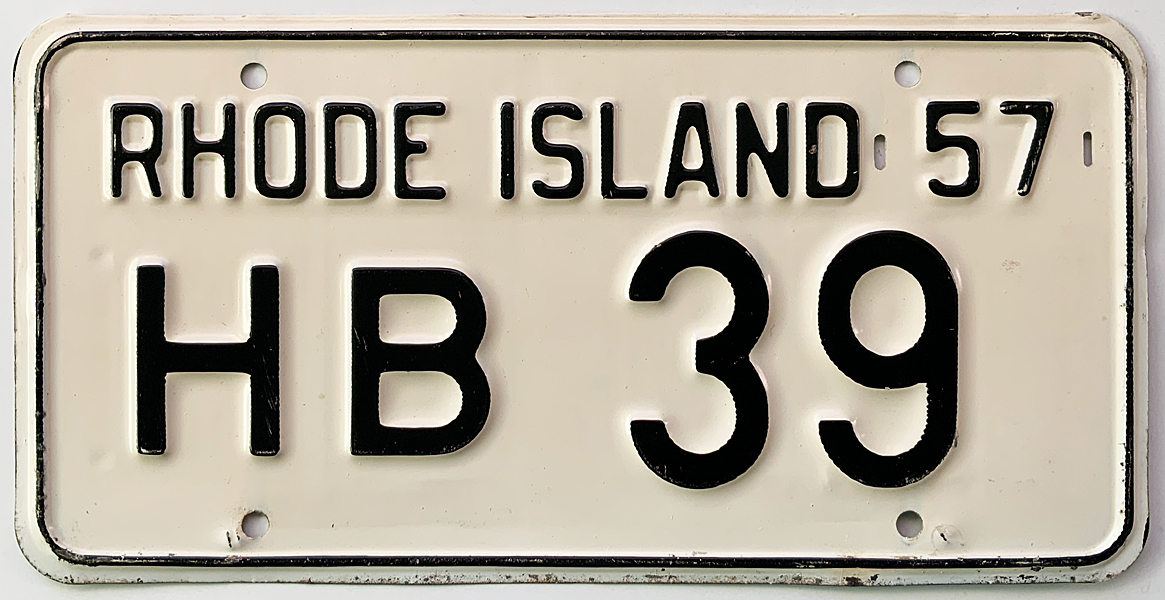 RHODE ISLAND 57
HB 39